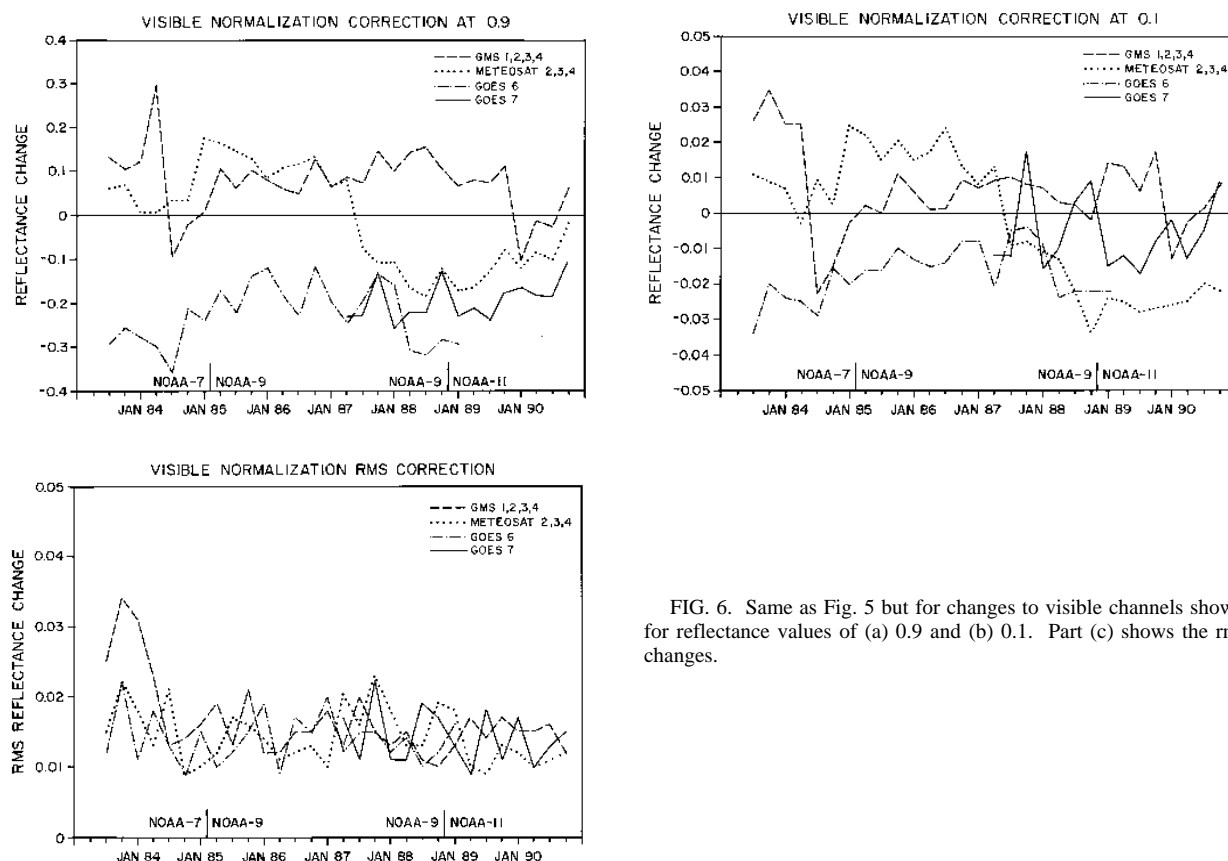 VISIBLE NORMALIZATION CORRECTION AT 0.9
0.4
0.3
0.2
0.1
0
-0.1
-0.2
-0.3
-0.4
REFLECTANCE CHANGE
GMS 1,2,3,4
METEOSAT 2,3,4
GOES 6
GOES 7
NOAA-7 NOAA-9
NOAA-9 NOAA-11
JAN 84 JAN 85 JAN 86 JAN 87 JAN 88 JAN 89 JAN 90
VISIBLE NORMALIZATION CORRECTION AT 0.1
0.05
0.04
0.03
0.02
0.01
0
-0.01
-0.02
-0.03
-0.04
-0.05
REFLECTANCE CHANGE
GMS 1,2,3,4
METEOSAT 2,3,4
GOES 6
GOES 7
NOAA-7 NOAA-9
NOAA-9 NOAA-11
JAN 84 JAN 85 JAN 86 JAN 87 JAN 88 JAN 89 JAN 90
VISIBLE NORMALIZATION RMS CORRECTION
0.05
0.04
0.03
0.02
0.01
0
RMS REFLECTANCE CHANGE
GMS 1,2,3,4
METEOSAT 2,3,4
GOES 6
GOES 7
NOAA-7 NOAA-9
NOAA-9 NOAA-11
JAN 84 JAN 85 JAN 86 JAN 87 JAN 88 JAN 89 JAN 90
FIG. 6. Same as Fig. 5 but for changes to visible channels show
for reflectance values of (a) 0.9 and (b) 0.1. Part (c) shows the
changes.